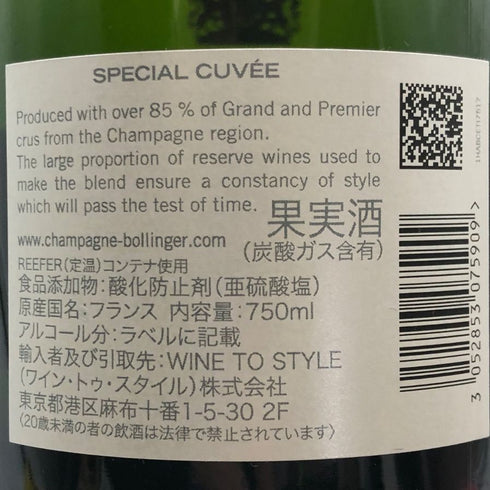 SPECIAL CUVÉE
Produced with over 85 % of Grand and Premier
crus from the Champagne region.
The large proportion of reserve wines used to
make the blend ensure a constancy of style
which will pass the test of time.
果実酒
www.champagne-bollinger.com
(炭酸ガス含有)
REEFER(定温)コンテナ使用
食品添加物:酸化防止剤(亜硫酸塩)
原産国名:フランス 内容量:750ml
アルコール分:ラベルに記載
輸入者及び引取先:WINE TO STYLE
(ワイン・トゥ・スタイル)株式会社
東京都港区麻布十番1-5-30 2F
〈20歳未満の者の飲酒は法律で禁止されています〉
3 052853 075909 >